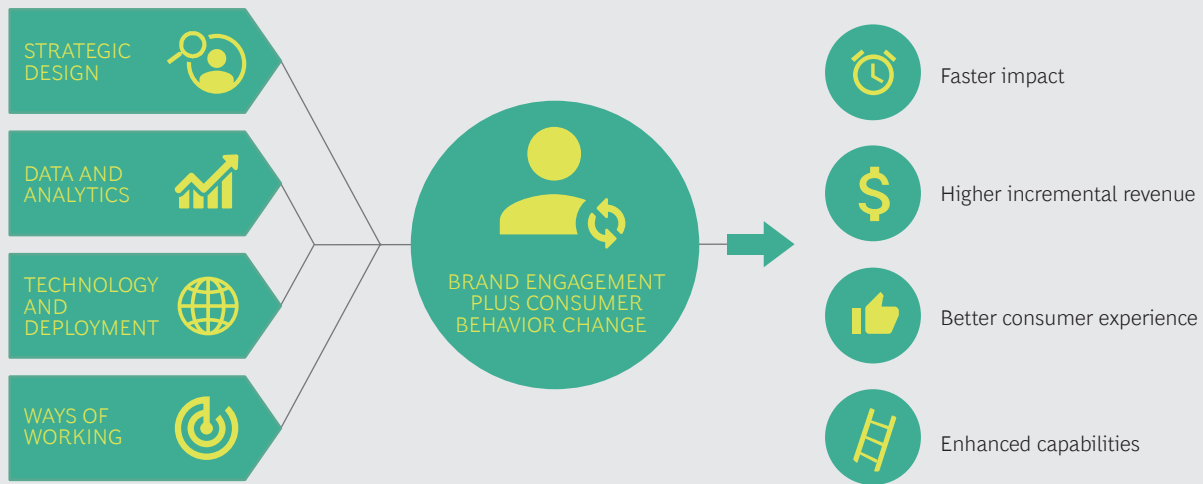 STRATEGIC
DESIGN
DATA AND
ANALYTICS
TECHNOLOGY
AND
DEPLOYMENT
WAYS OF
WORKING
BRAND ENGAGEMENT
PLUS CONSUMER
BEHAVIOR CHANGE
Faster impact
Higher incremental revenue
Better consumer experience
Enhanced capabilities